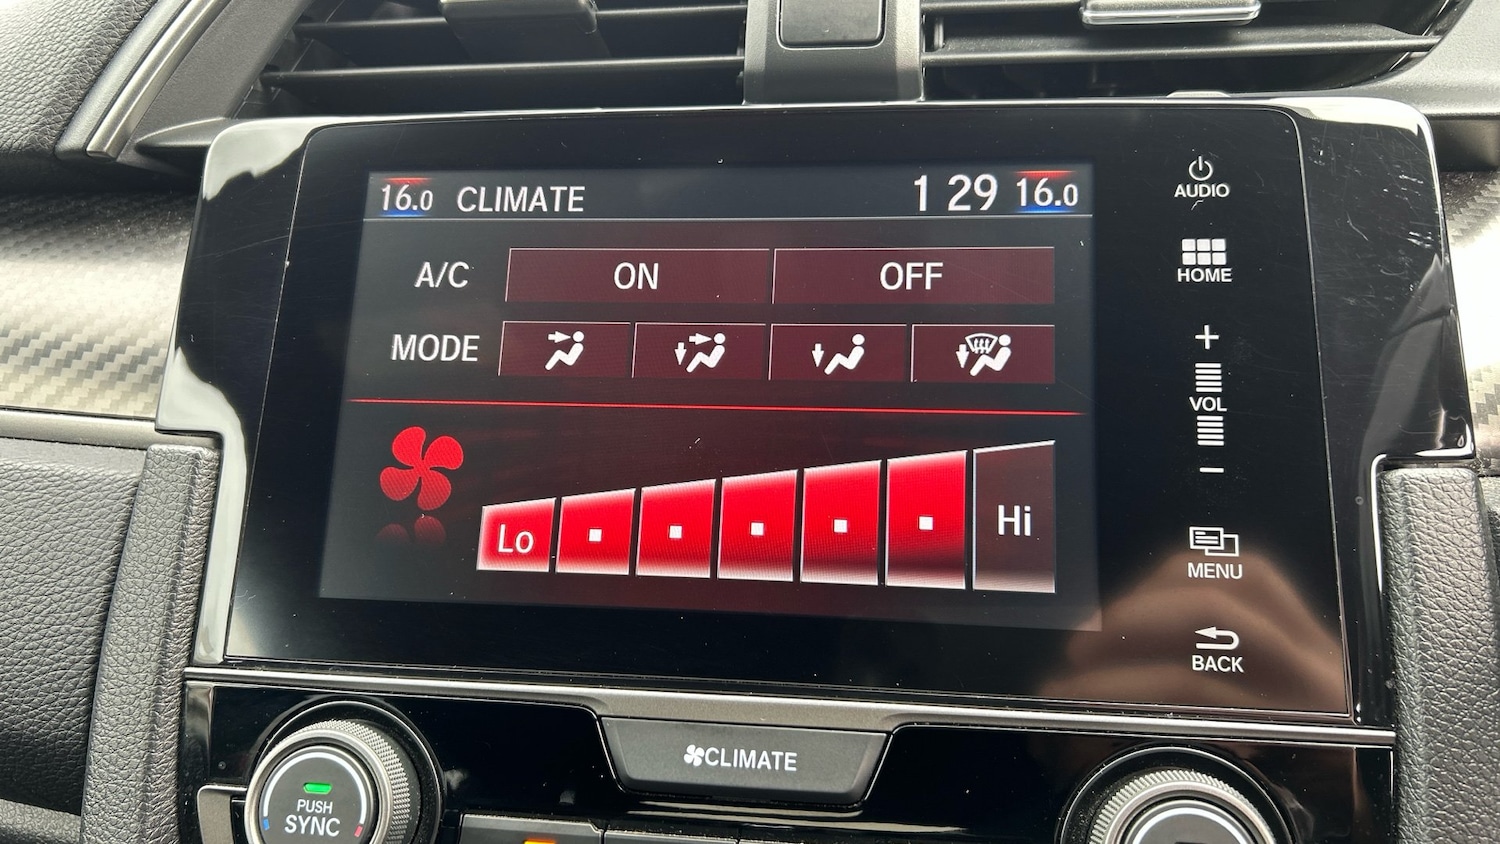 16.0 CLIMATE 1 29 16.0
A/C ON OFF
MODE
Lo Hi
AUDIO
HOME
+
VOL
−
MENU
BACK
PUSH
SYNC
CLIMATE